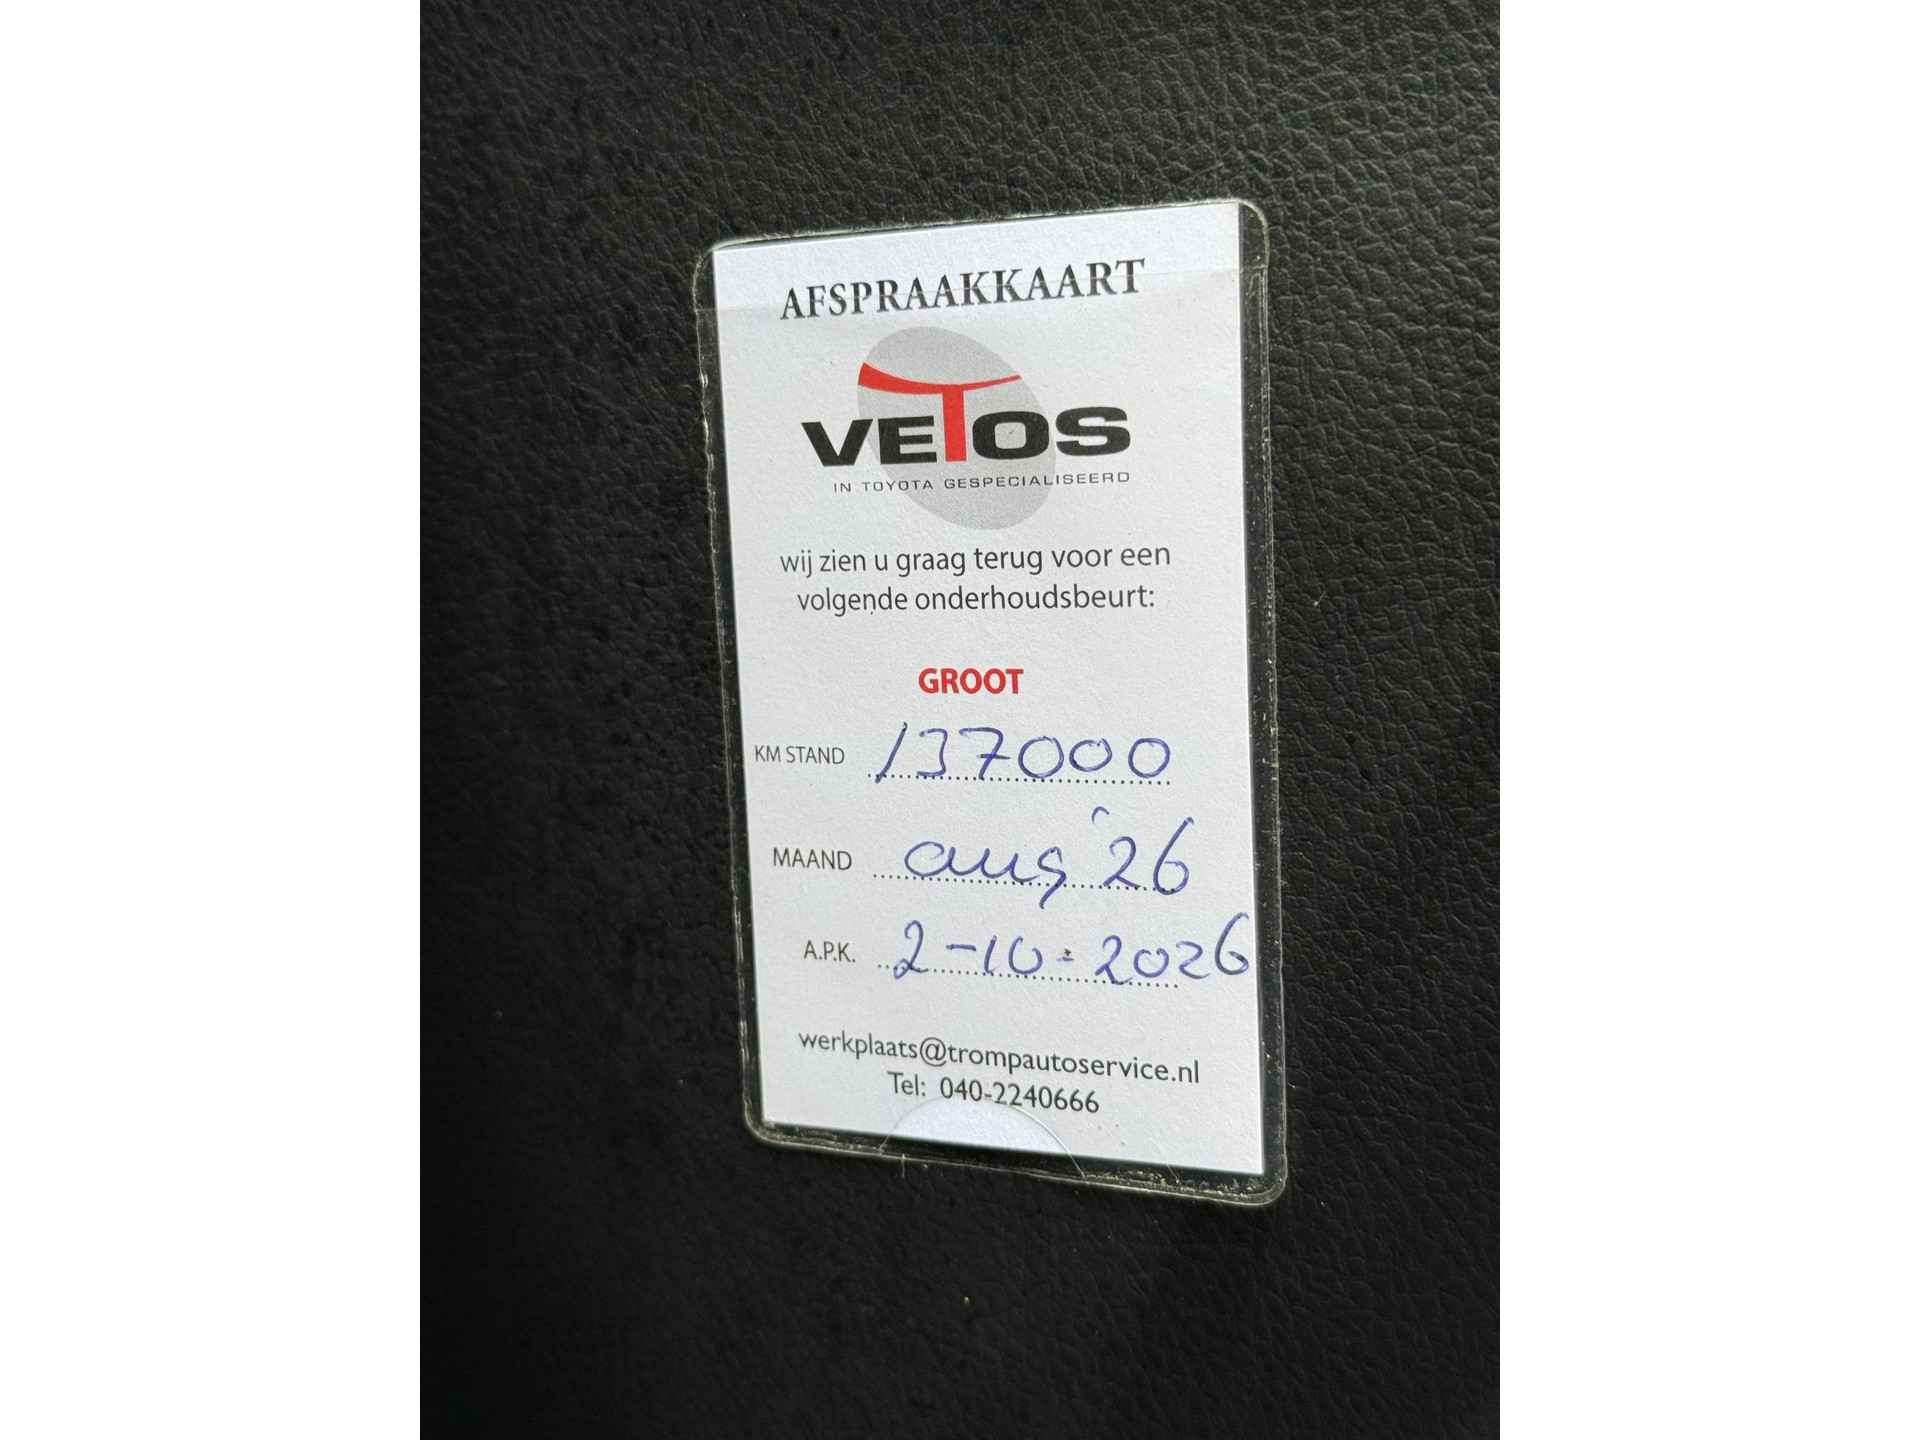 AFSPRAAKKAART
VETOS
IN TOYOTA GESPECIALISEERD
wij zien u graag terug voor een
volgende onderhoudsbeurt:
GROOT
KM STAND 137000
MAAND aug '26
A.P.K. 2-10-2026
werkplaats@trompautoservice.nl
Tel: 040-2240666